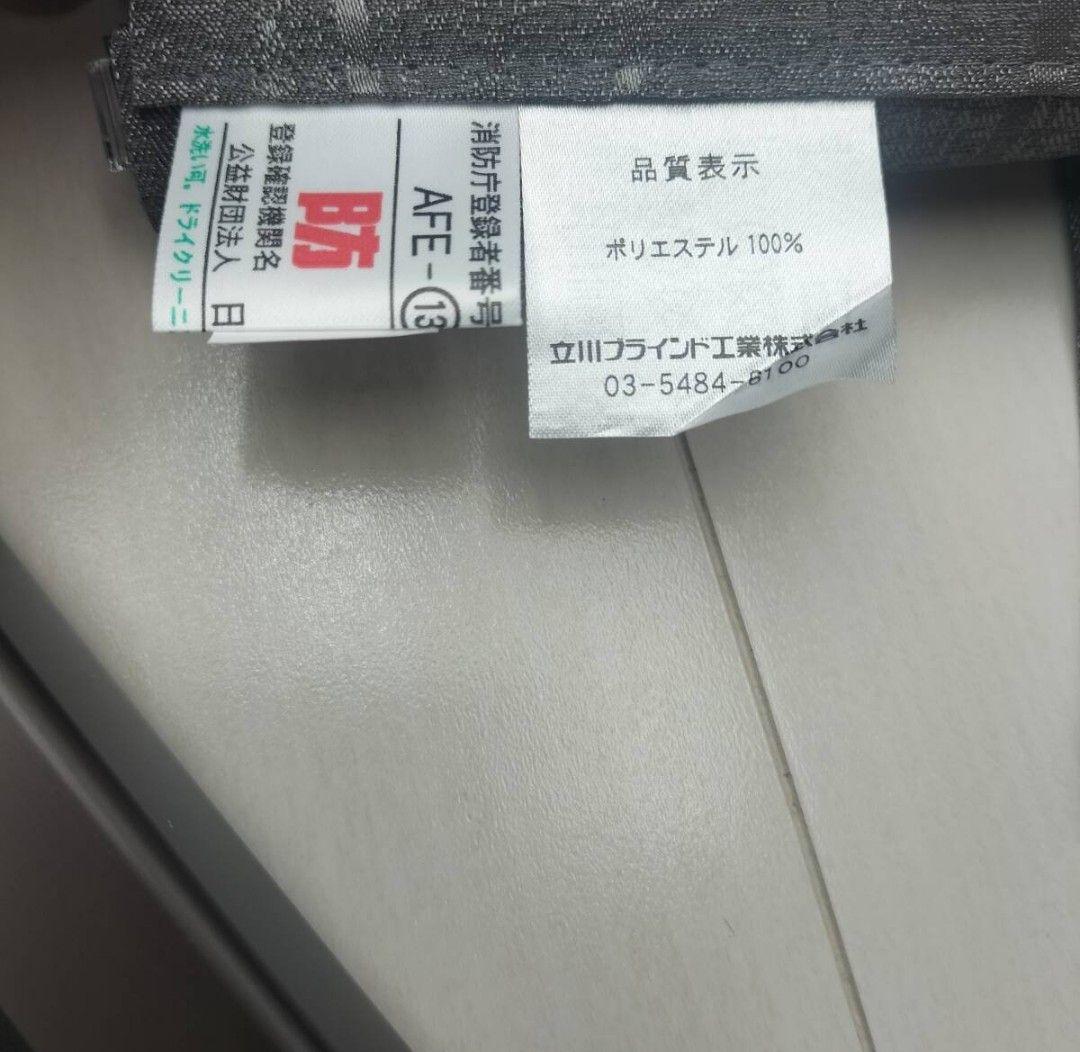 消防庁登録者番号
AFE-⑬
防
登録確認機関名
公益財団法人 日
水洗い可。ドライクリーニ
品質表示
ポリエステル 100%
立川ブラインド工業株式会社
03-5484-8100